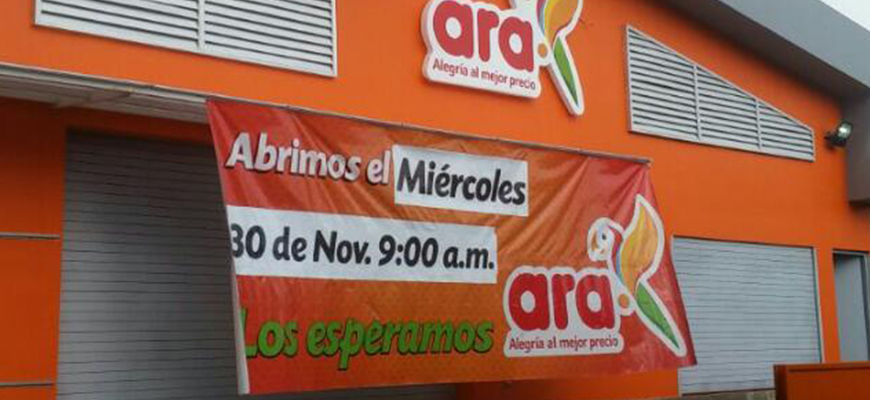 ara
Alegría al mejor precio
Abrimos el Miércoles
30 de Nov. 9:00 a.m.
Los esperamos
ara
Alegría al mejor precio